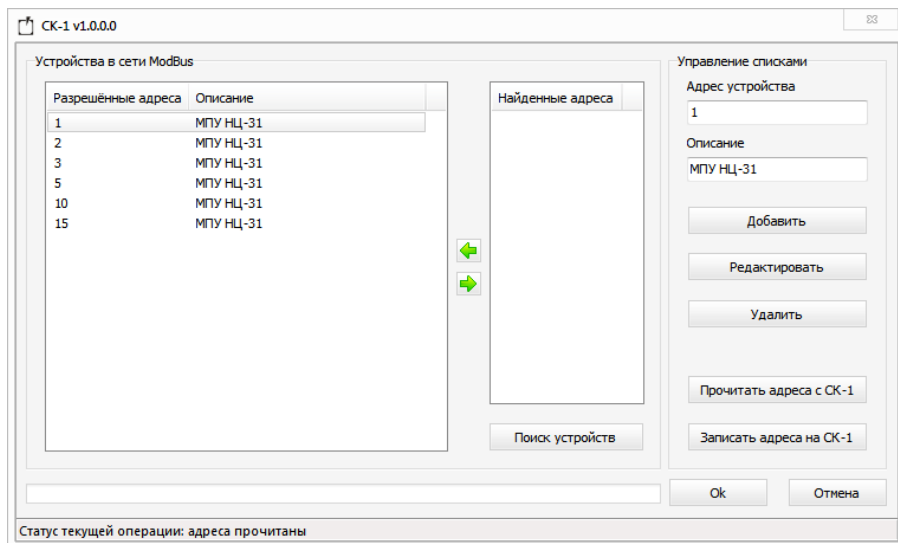 СК-1 v1.0.0.0
Устройства в сети ModBus
Разрешённые адреса Описание
1 МПУ НЦ-31
2 МПУ НЦ-31
3 МПУ НЦ-31
5 МПУ НЦ-31
10 МПУ НЦ-31
15 МПУ НЦ-31
Найденные адреса
Поиск устройств
Управление списками
Адрес устройства
1
Описание
МПУ НЦ-31
Добавить
Редактировать
Удалить
Прочитать адреса с СК-1
Записать адреса на СК-1
Ok Отмена
Статус текущей операции: адреса прочитаны